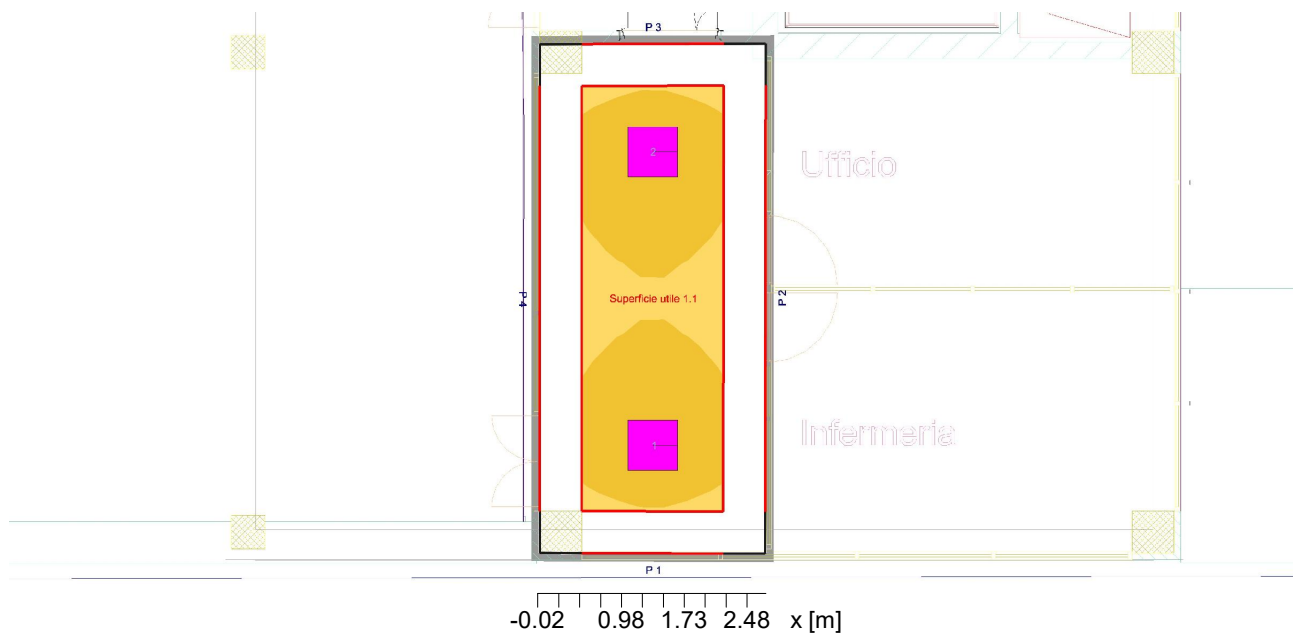 P 3
Ufficio
2
P 4
Superficie utile 1.1
P 2
Infermeria
1
P 1
-0.02 0.98 1.73 2.48 x [m]